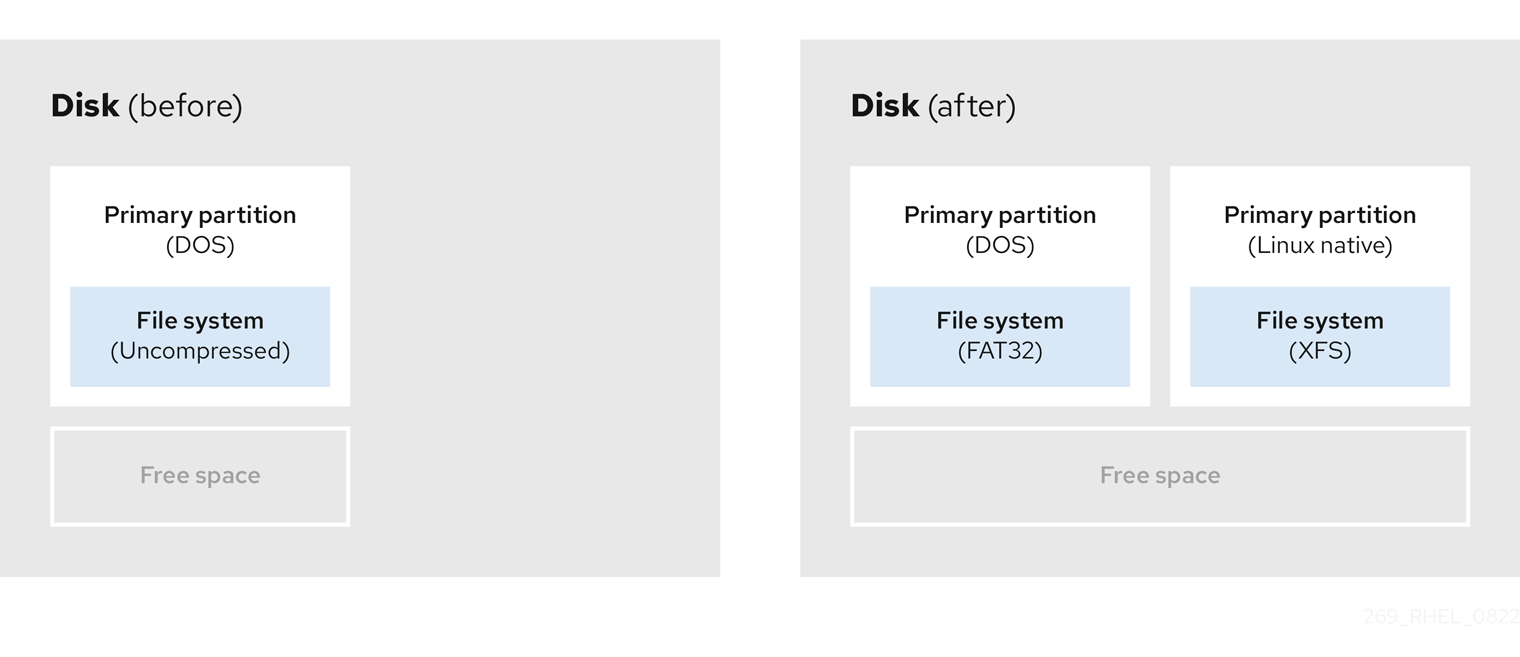 Disk (before)
Primary partition
(DOS)
File system
(Uncompressed)
Free space
Disk (after)
Primary partition
(DOS)
File system
(FAT32)
Primary partition
(Linux native)
File system
(XFS)
Free space
269_RHEL_0822